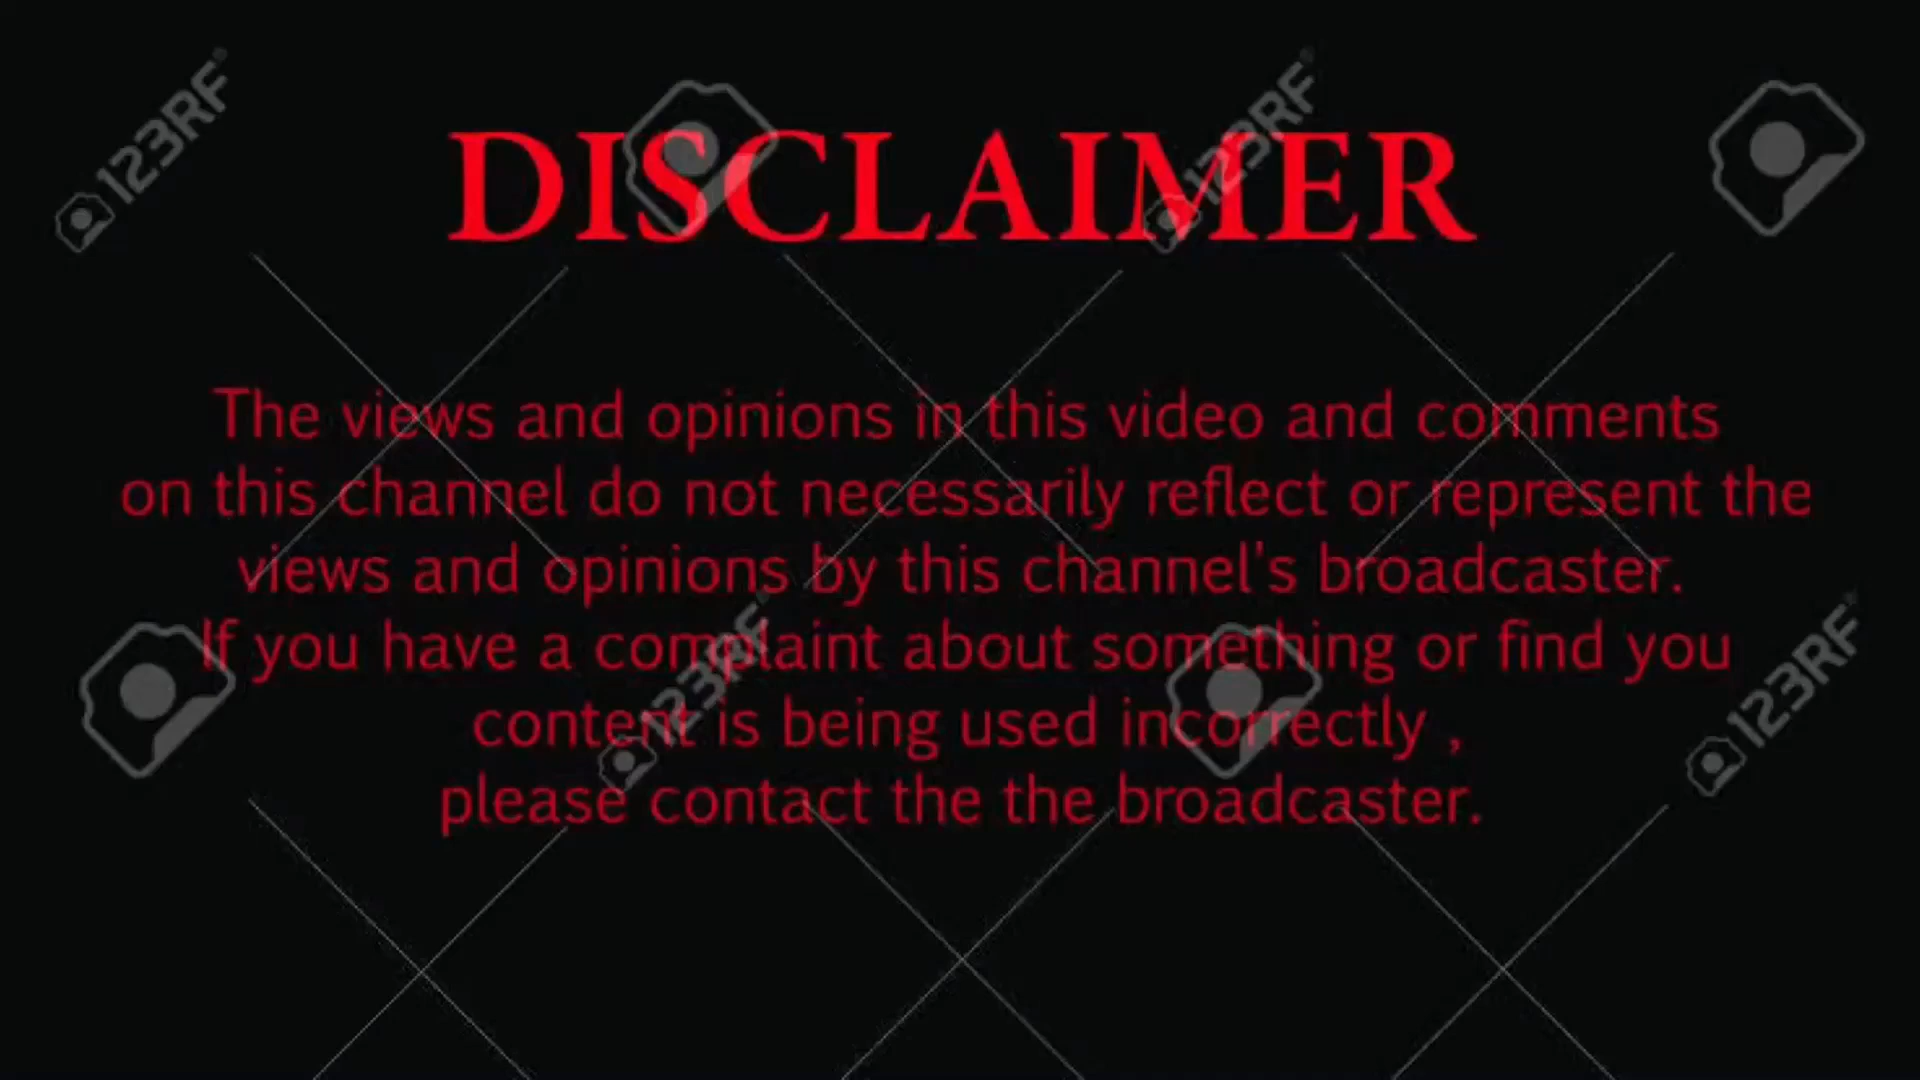 DISCLAIMER
The views and opinions in this video and comments
on this channel do not necessarily reflect or represent the
views and opinions by this channel's broadcaster.
If you have a complaint about something or find you
content is being used incorrectly ,
please contact the the broadcaster.
123RF
123RF
123RF
123RF